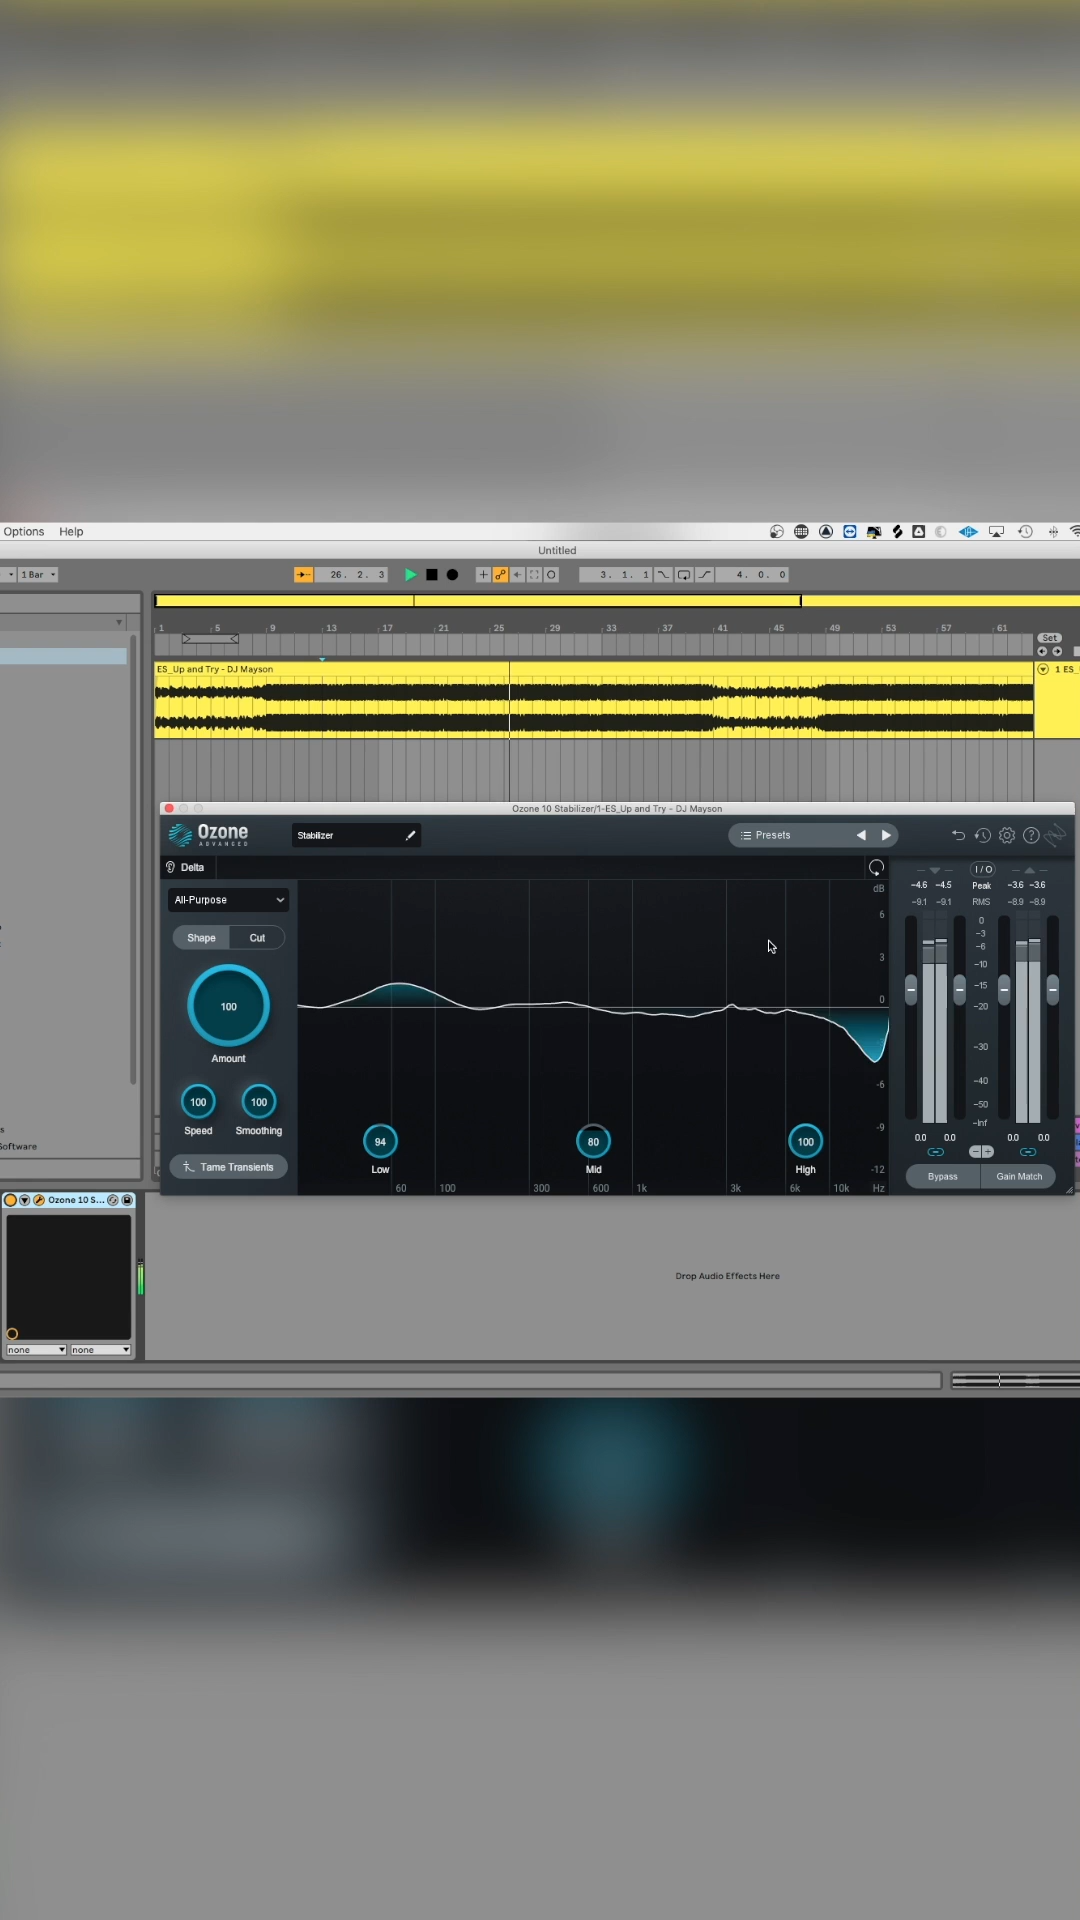 Options Help
Untitled
1 Bar
26. 2. 3
3. 1. 1
4. 0. 0
1 5 9 13 17 21 25 29 33 37 41 45 49 53 57 61
Set
ES_Up and Try - DJ Mayson
1 ES_
Ozone 10 Stabilizer/1-ES_Up and Try - DJ Mayson
Ozone
ADVANCED
Stabilizer
Presets
Delta
I/O
-4.6 -4.5 Peak -3.6 -3.6
-9.1 -9.1 RMS -8.9 -8.9
All-Purpose
Shape Cut
100
Amount
100 100
Speed Smoothing
Tame Transients
dB
6
3
0
-6
-9
-12
94
Low
80
Mid
100
High
60 100 300 600 1k 3k 6k 10k Hz
0
-3
-6
-10
-15
-20
-30
-40
-50
-Inf
0.0 0.0 0.0 0.0
Bypass Gain Match
s
Software
Ozone 10 S...
none none
Drop Audio Effects Here